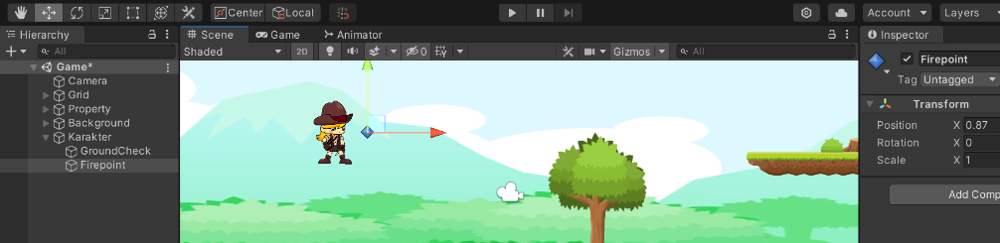 Center Local Account Layers
Hierarchy
Scene Game Animator
Inspector
All
Shaded 2D 0 Gizmos All
Firepoint
Tag Untagged
Game*
Camera
Grid
Property
Background
Karakter
GroundCheck
Firepoint
Transform
Position X 0.87
Rotation X 0
Scale X 1
Add Comp